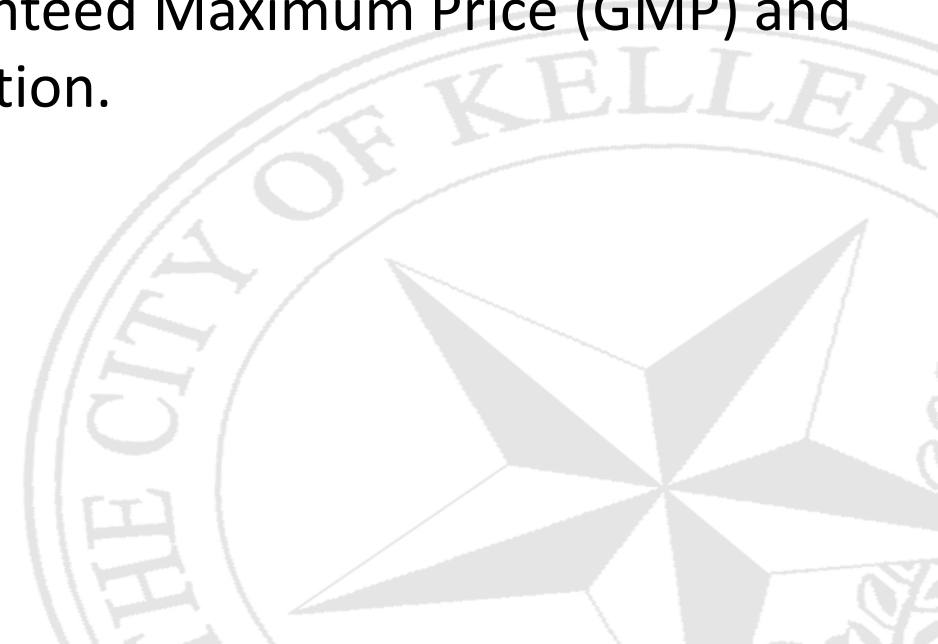 nteed Maximum Price (GMP) and
tion.
THE CITY OF KELLER